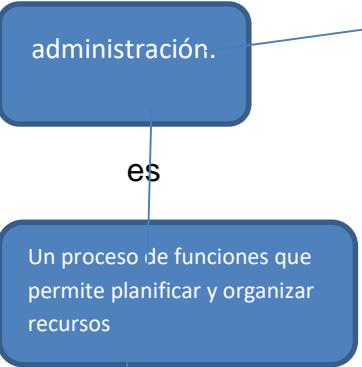 administración.
es
Un proceso de funciones que
permite planificar y organizar
recursos